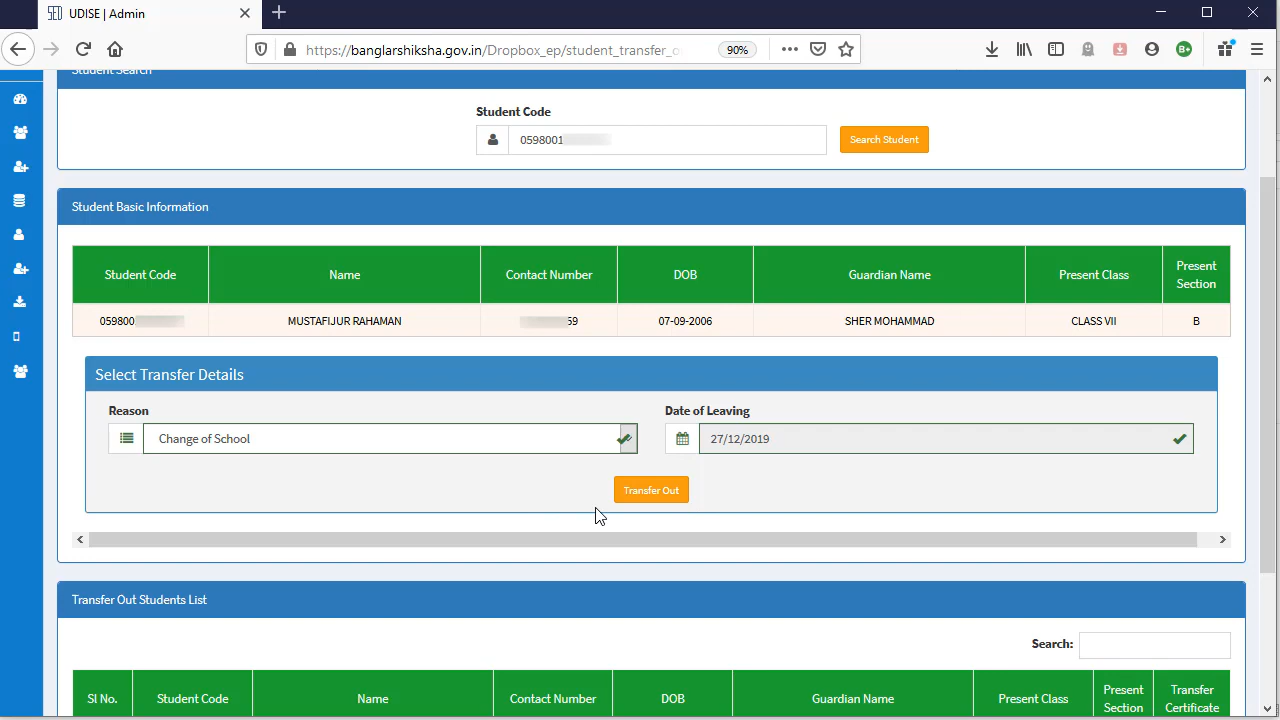 UDISE | Admin
https://banglarshiksha.gov.in/Dropbox_ep/student_transfer_o
90%
Student Search
Student Code
0598001
Search Student
Student Basic Information
Student Code Name Contact Number DOB Guardian Name Present Class Present Section
059800 MUSTAFIJUR RAHAMAN 59 07-09-2006 SHER MOHAMMAD CLASS VII B
Select Transfer Details
Reason Date of Leaving
Change of School 27/12/2019
Transfer Out
Transfer Out Students List
Search:
Sl No. Student Code Name Contact Number DOB Guardian Name Present Class Present Section Transfer Certificate